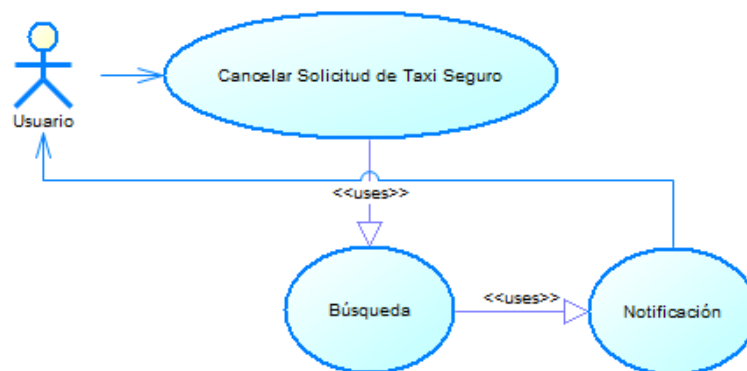 Cancelar Solicitud de Taxi Seguro
Usuario
<<uses>>
Búsqueda
<<uses>>
Notificación